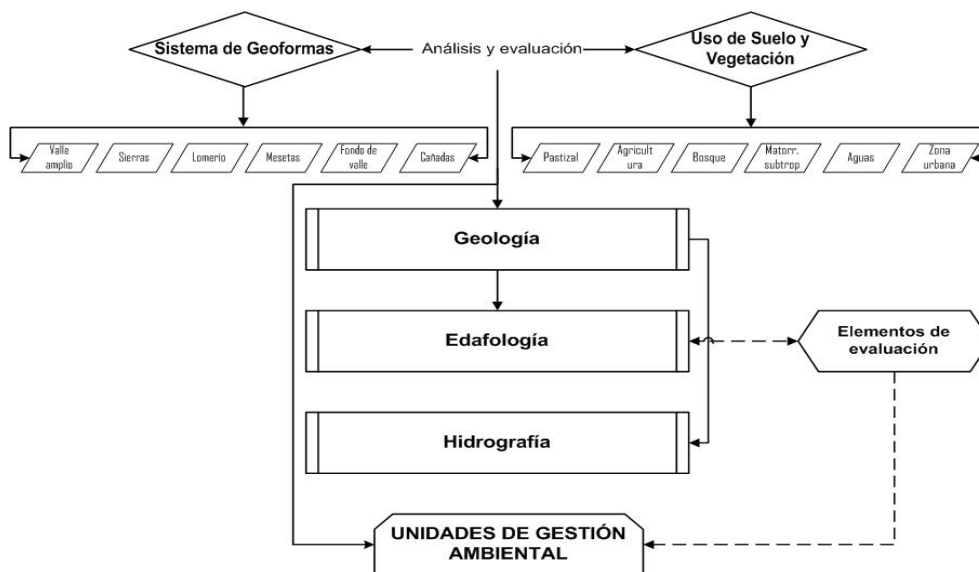 Sistema de Geoformas
Análisis y evaluación
Uso de Suelo y
Vegetación
Valle
amplio
Sierras
Lomerío
Mesetas
Fondo de
valle
Cañadas
Pastizal
Agricult
ura
Bosque
Matorr.
subtrop
Aguas
Zona
urbana
Geología
Edafología
Elementos de
evaluación
Hidrografía
UNIDADES DE GESTIÓN
AMBIENTAL